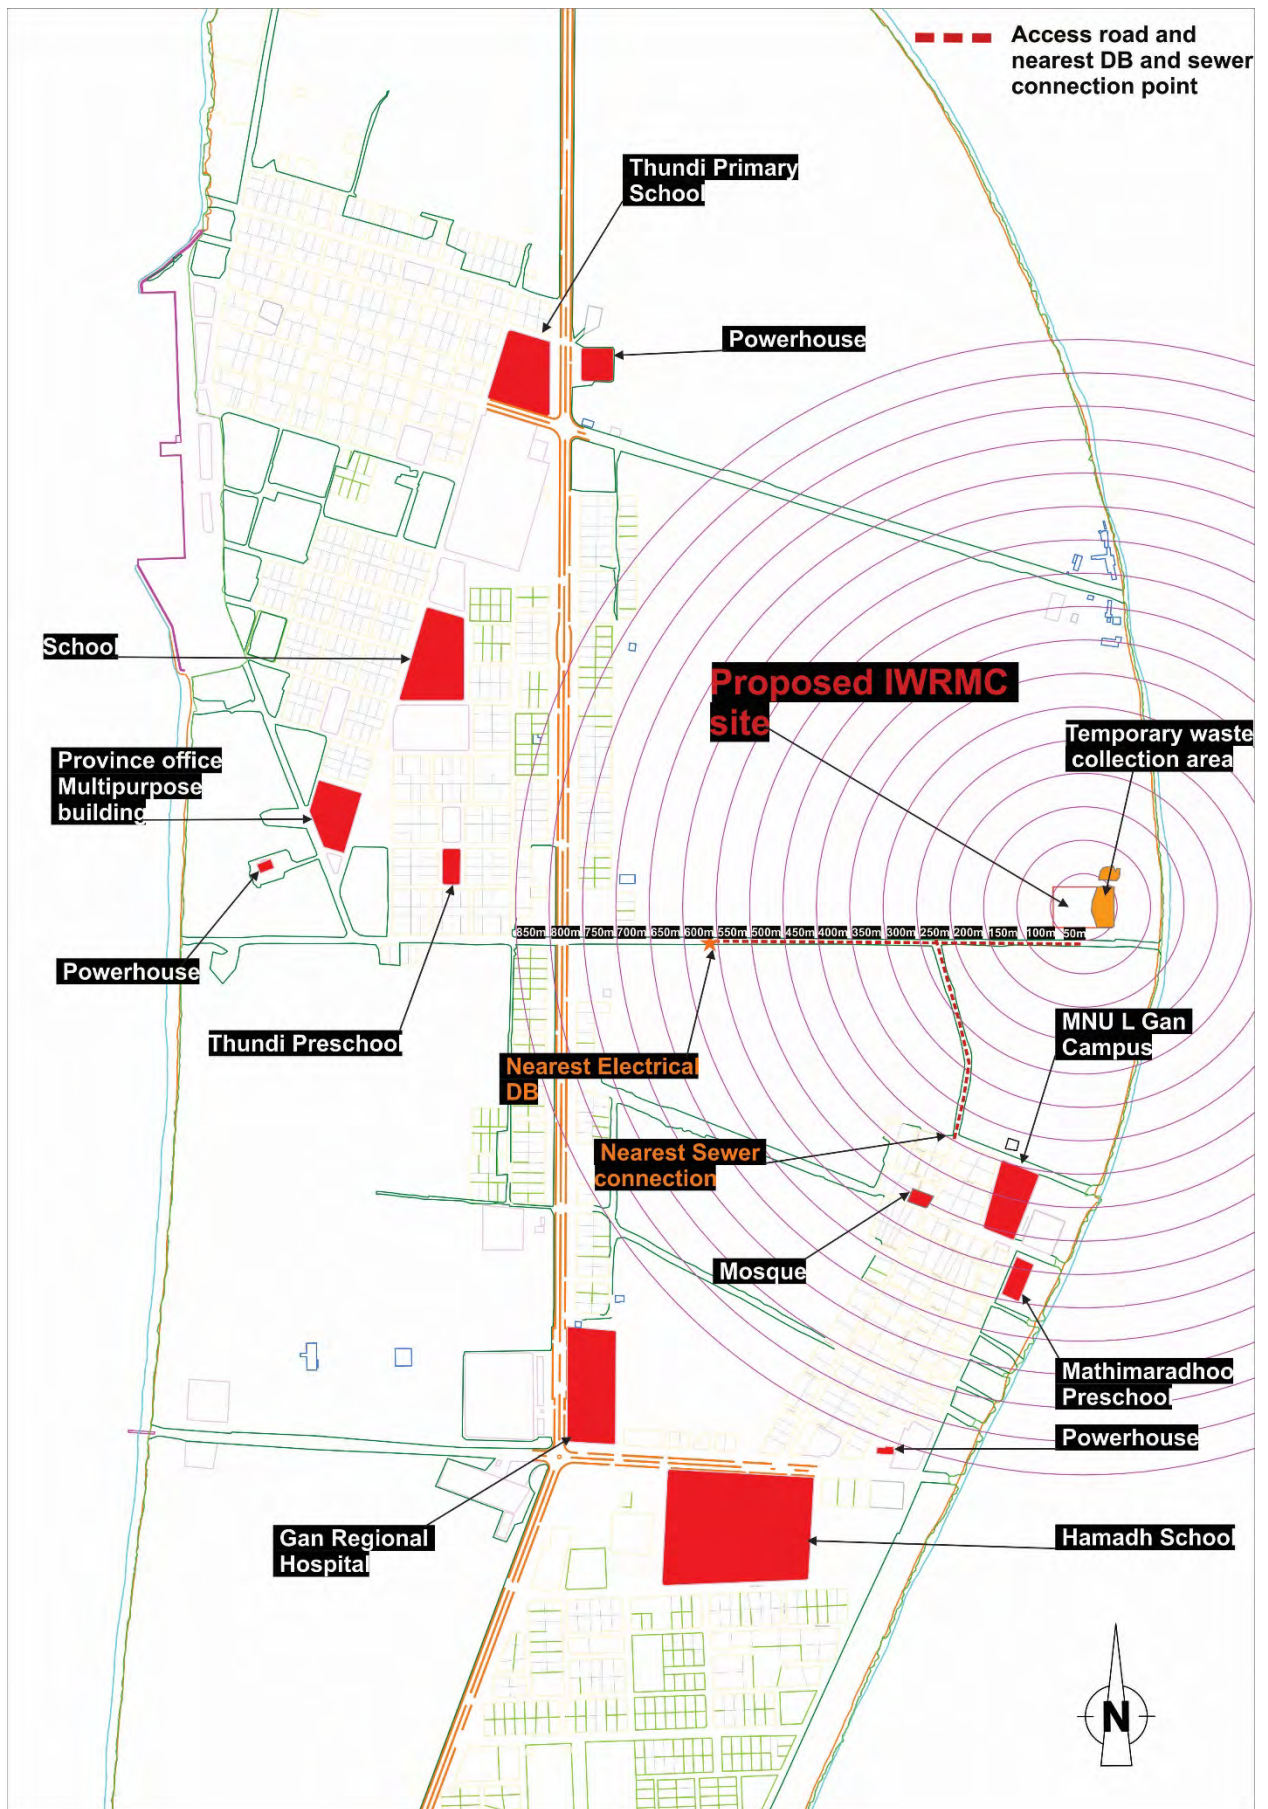 Access road and
nearest DB and sewer
connection point
Thundi Primary
School
Powerhouse
School
Proposed IWRMC
site
Temporary waste
collection area
Province office
Multipurpose
building
850m 800m 750m 700m 650m 600m 550m 500m 450m 400m 350m 300m 250m 200m 150m 100m 50m
Powerhouse
MNU L Gan
Campus
Thundi Preschool
Nearest Electrical
DB
Nearest Sewer
connection
Mosque
Mathimaradhoo
Preschool
Powerhouse
Gan Regional
Hospital
Hamadh School
N